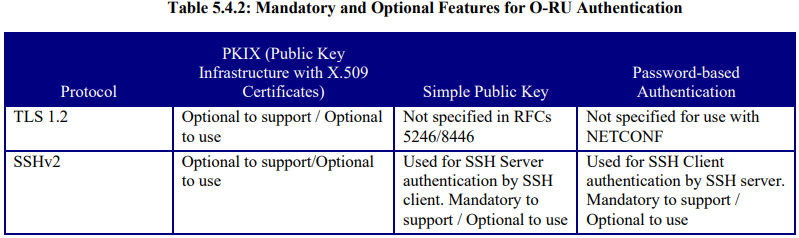 Table 5.4.2: Mandatory and Optional Features for O-RU Authentication
Protocol
PKIX (Public Key
Infrastructure with X.509
Certificates)
Simple Public Key
Password-based
Authentication
TLS 1.2
Optional to support / Optional
to use
Not specified in RFCs
5246/8446
Not specified for use with
NETCONF
SSHv2
Optional to support/Optional
to use
Used for SSH Server
authentication by SSH
client. Mandatory to
support / Optional to use
Used for SSH Client
authentication by SSH server.
Mandatory to support /
Optional to use